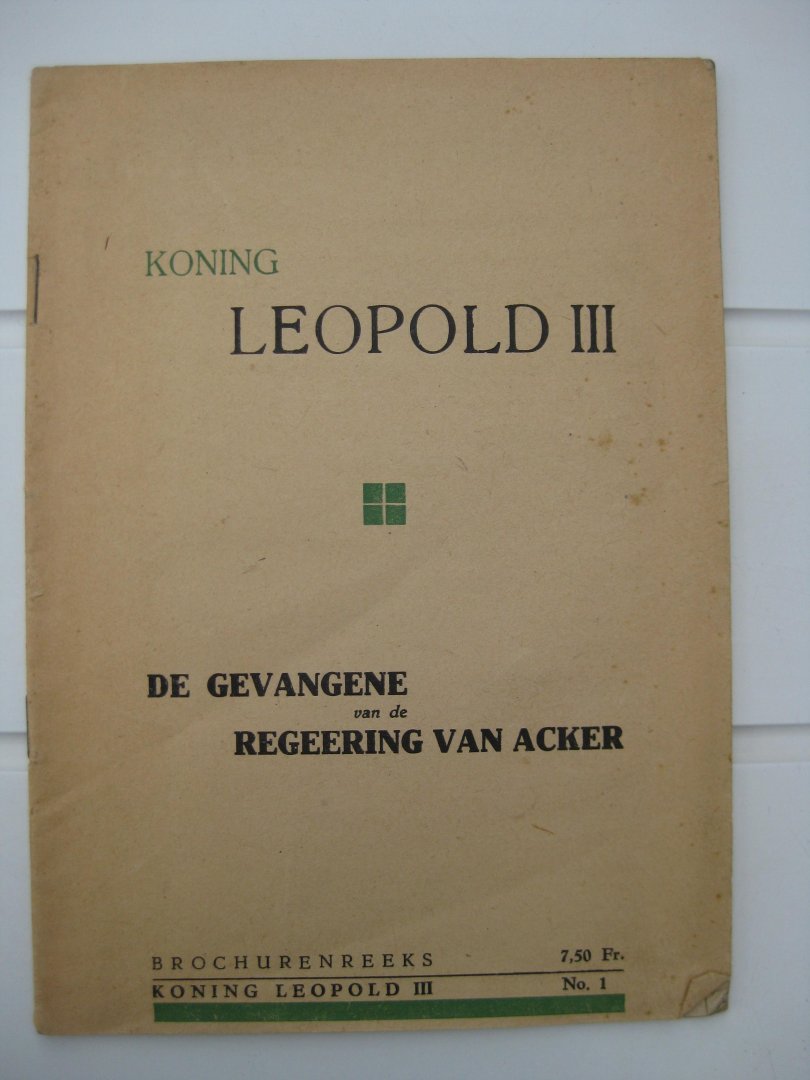 KONING
LEOPOLD III
DE GEVANGENE
van de
REGEERING VAN ACKER
BROCHURENREEKS 7,50 Fr.
KONING LEOPOLD III No. 1